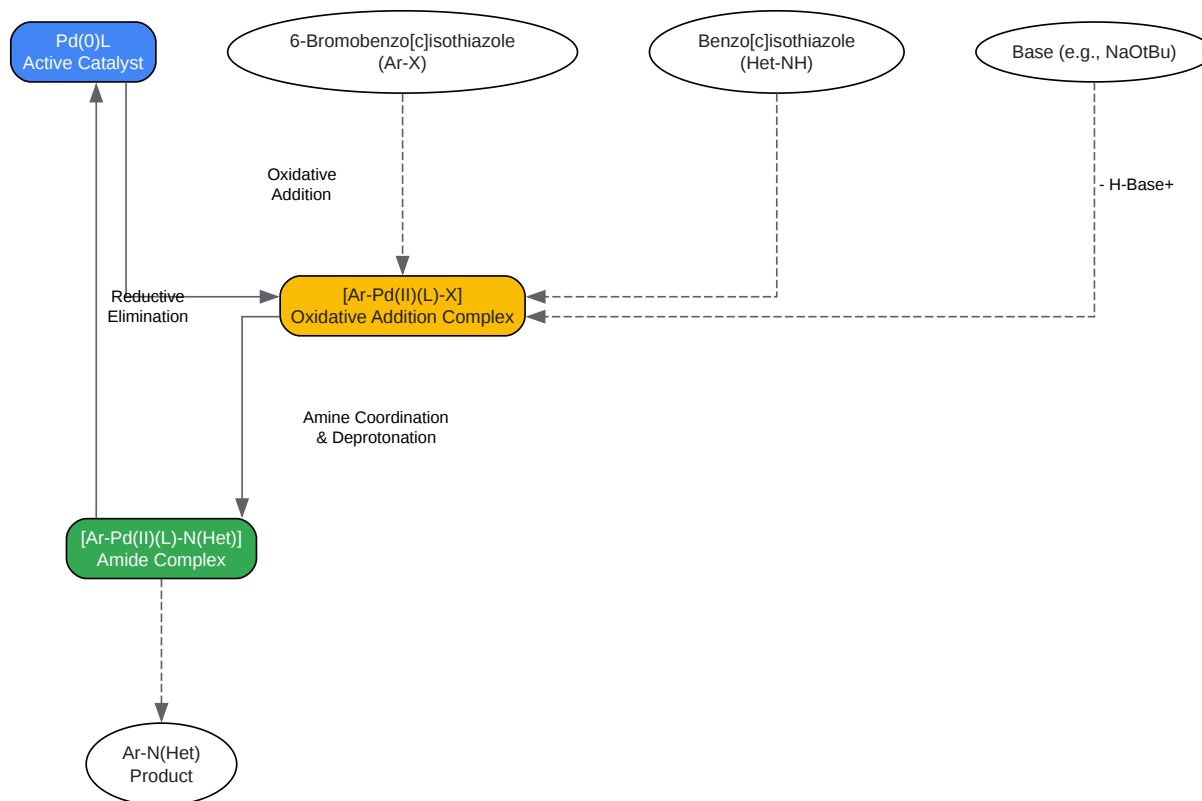 Pd(0)L
Active Catalyst
6-Bromobenzo[c]isothiazole
(Ar-X)
Benzo[c]isothiazole
(Het-NH)
Base (e.g., NaOtBu)
Oxidative
Addition
- H-Base+
Reductive
Elimination
[Ar-Pd(II)(L)-X]
Oxidative Addition Complex
Amine Coordination
& Deprotonation
[Ar-Pd(II)(L)-N(Het)]
Amide Complex
Ar-N(Het)
Product